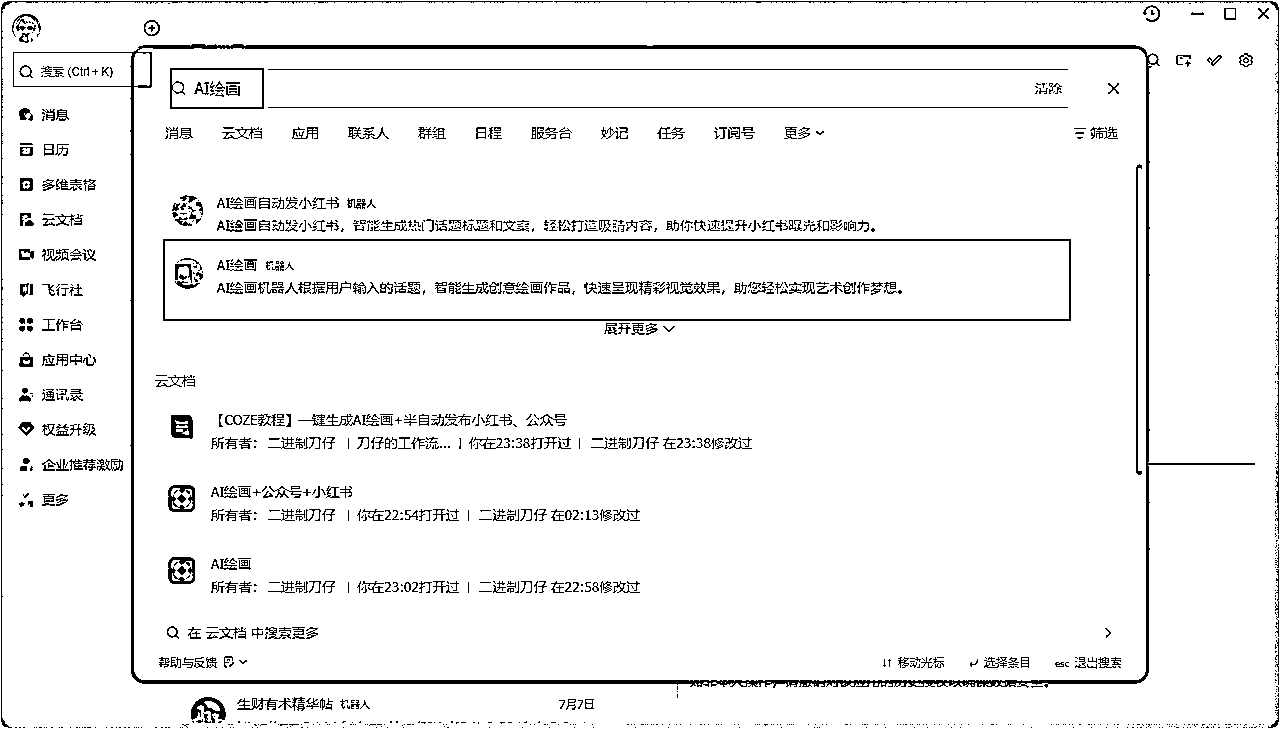 搜索 (Ctrl+K)
消息
日历
多维表格
云文档
视频会议
飞行社
工作台
应用中心
通讯录
权益升级
企业推荐激励
更多
AI绘画
清除
消息 云文档 应用 联系人 群组 日程 服务台 妙记 任务 订阅号 更多
筛选
AI绘画自动发小红书 机器人
AI绘画自动发小红书，智能生成热门话题标题和文案，轻松打造吸睛内容，助你快速提升小红书曝光和影响力。
AI绘画 机器人
AI绘画机器人根据用户输入的话题，智能生成创意绘画作品，快速呈现精彩视觉效果，助您轻松实现艺术创作梦想。
展开更多
云文档
【COZE教程】一键生成AI绘画+半自动发布小红书、公众号
所有者： 二进制刀仔 | 刀仔的工作流... | 你在23:38打开过 | 二进制刀仔 在23:38修改过
AI绘画+公众号+小红书
所有者： 二进制刀仔 | 你在22:54打开过 | 二进制刀仔 在02:13修改过
AI绘画
所有者： 二进制刀仔 | 你在23:02打开过 | 二进制刀仔 在22:58修改过
在 云文档 中搜索更多
帮助与反馈
移动光标 选择条目 esc 退出搜索
生财有术精华帖 机器人
7月7日